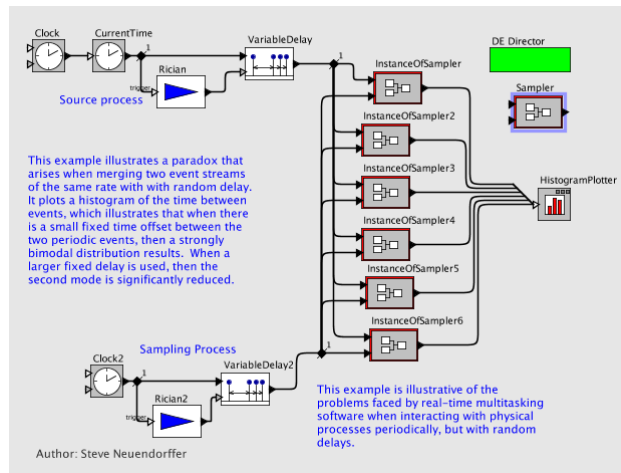 Clock
CurrentTime
VariableDelay
1
trigger
Rician
Source process
1
InstanceOfSampler
DE Director
Sampler
InstanceOfSampler2
InstanceOfSampler3
HistogramPlotter
InstanceOfSampler4
InstanceOfSampler5
InstanceOfSampler6
This example illustrates a paradox that
arises when merging two event streams
of the same rate with with random delay.
It plots a histogram of the time between
events, which illustrates that when there
is a small fixed time offset between the
two periodic events, then a strongly
bimodal distribution results.  When a
larger fixed delay is used, then the
second mode is significantly reduced.
Sampling Process
Clock2
1
VariableDelay2
1
trigger
Rician2
This example is illustrative of the
problems faced by real-time multitasking
software when interacting with physical
processes periodically, but with random
delays.
Author: Steve Neuendorffer